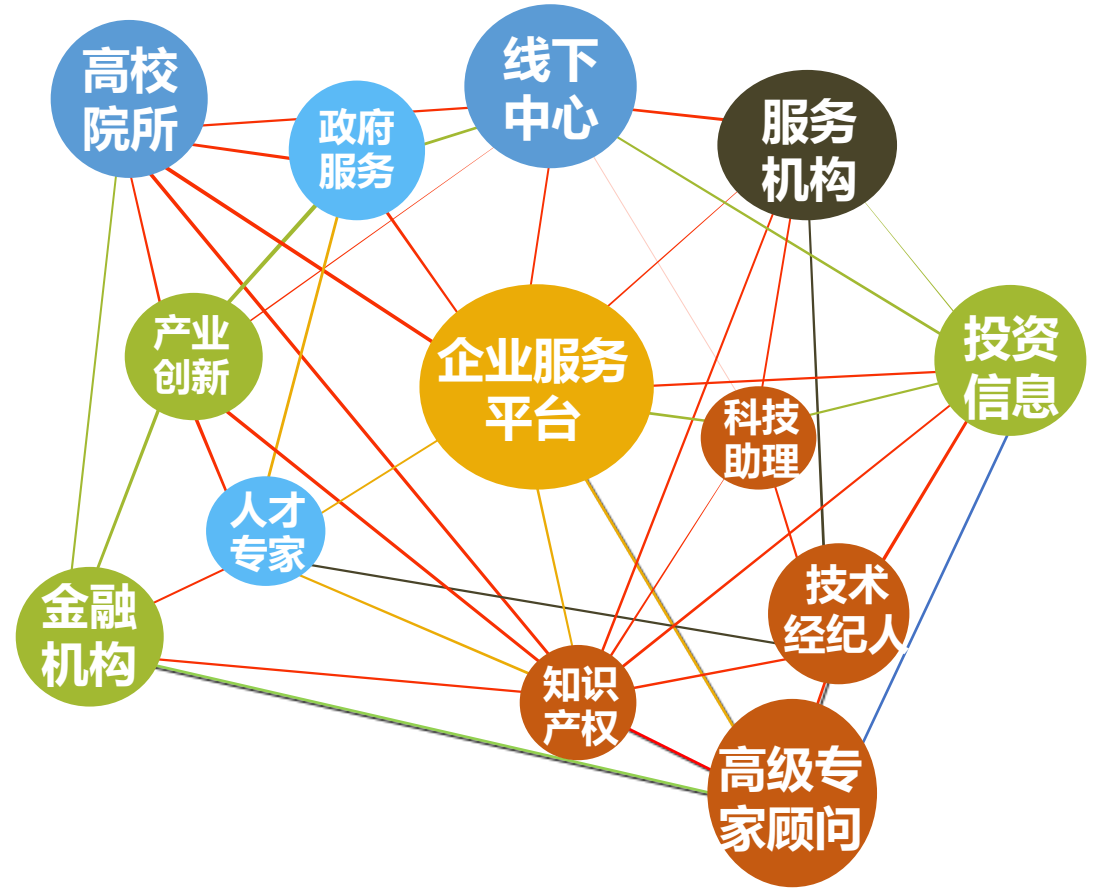 高校
院所
政府
服务
线下
中心
服务
机构
产业
创新
企业服务
平台
科技
助理
投资
信息
人才
专家
金融
机构
知识
产权
技术
经纪人
高级专
家顾问